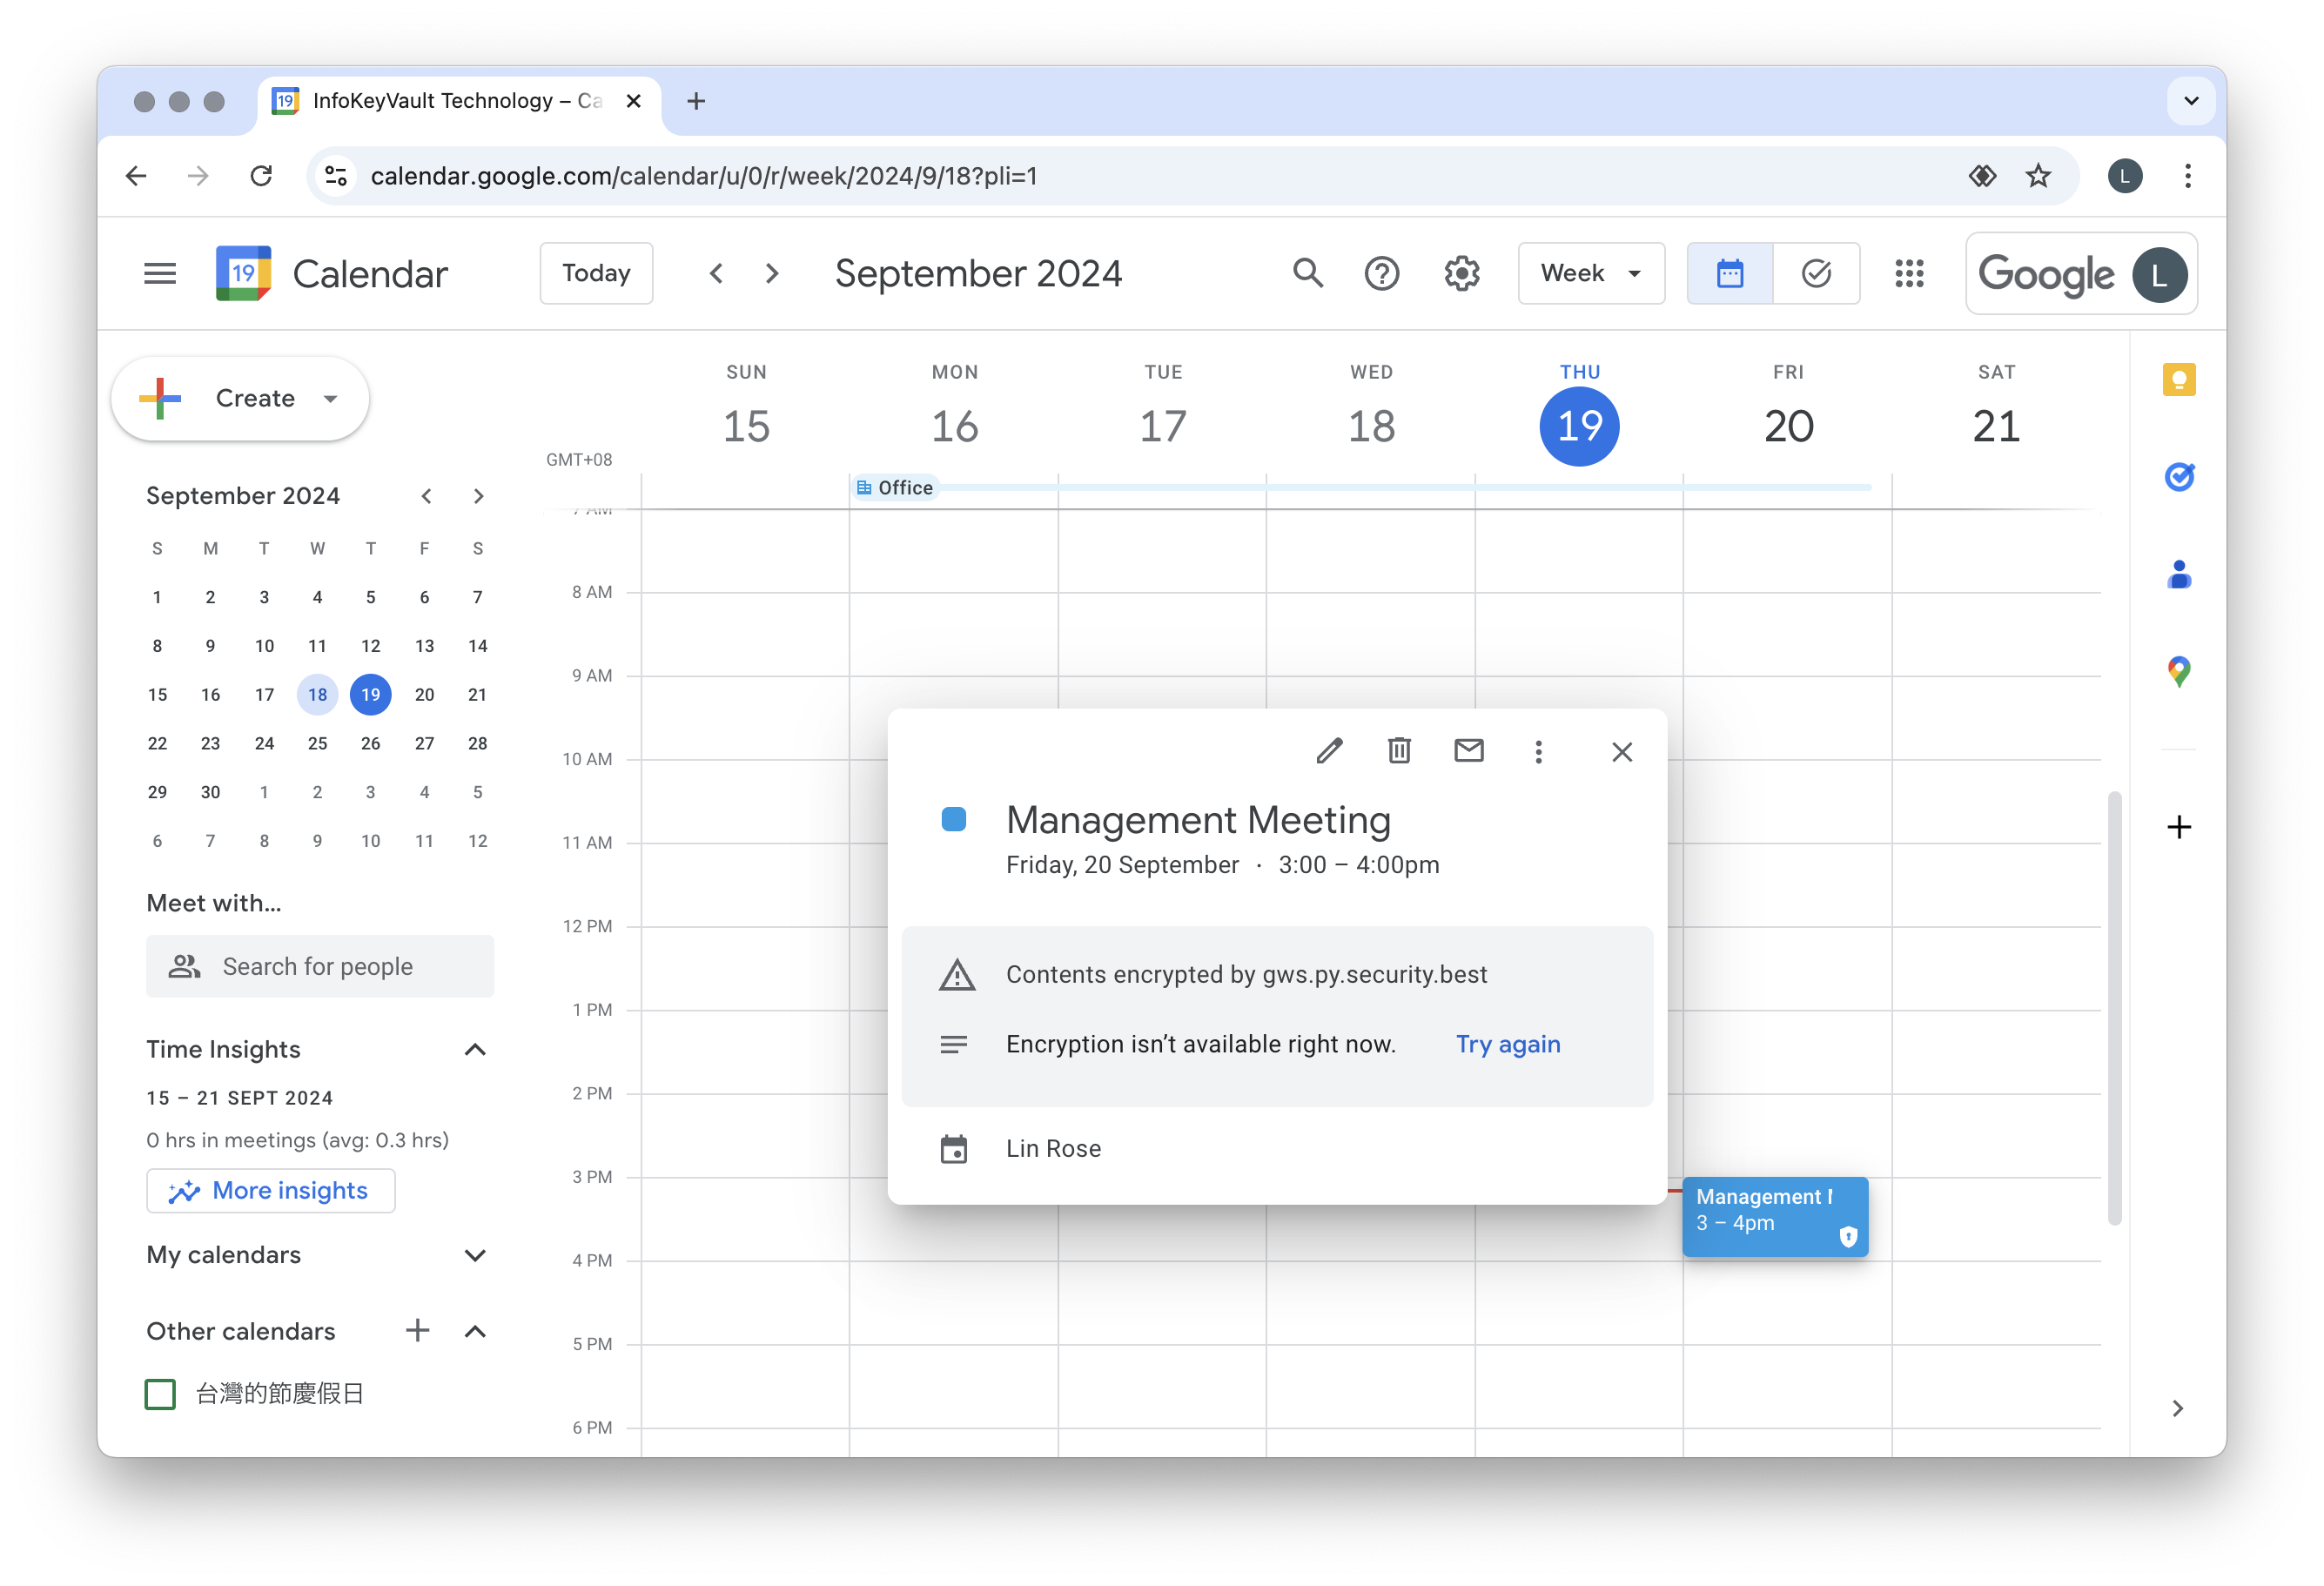 InfoKeyVault Technology – Ca
calendar.google.com/calendar/u/0/r/week/2024/9/18?pli=1
L
19
Calendar
Today
September 2024
Week
Google
L
Create
SUN
MON
TUE
WED
THU
FRI
SAT
15
16
17
18
19
20
21
GMT+08
Office
September 2024
S M T W T F S
1 2 3 4 5 6 7
8 9 10 11 12 13 14
15 16 17 18 19 20 21
22 23 24 25 26 27 28
29 30 1 2 3 4 5
6 7 8 9 10 11 12
Meet with...
Search for people
Time Insights
15 – 21 SEPT 2024
0 hrs in meetings (avg: 0.3 hrs)
More insights
My calendars
Other calendars
台灣的節慶假日
7 AM
8 AM
9 AM
10 AM
11 AM
12 PM
1 PM
2 PM
3 PM
4 PM
5 PM
6 PM
Management Meeting
Friday, 20 September · 3:00 – 4:00pm
Contents encrypted by gws.py.security.best
Encryption isn’t available right now. Try again
Lin Rose
Management
3 – 4pm